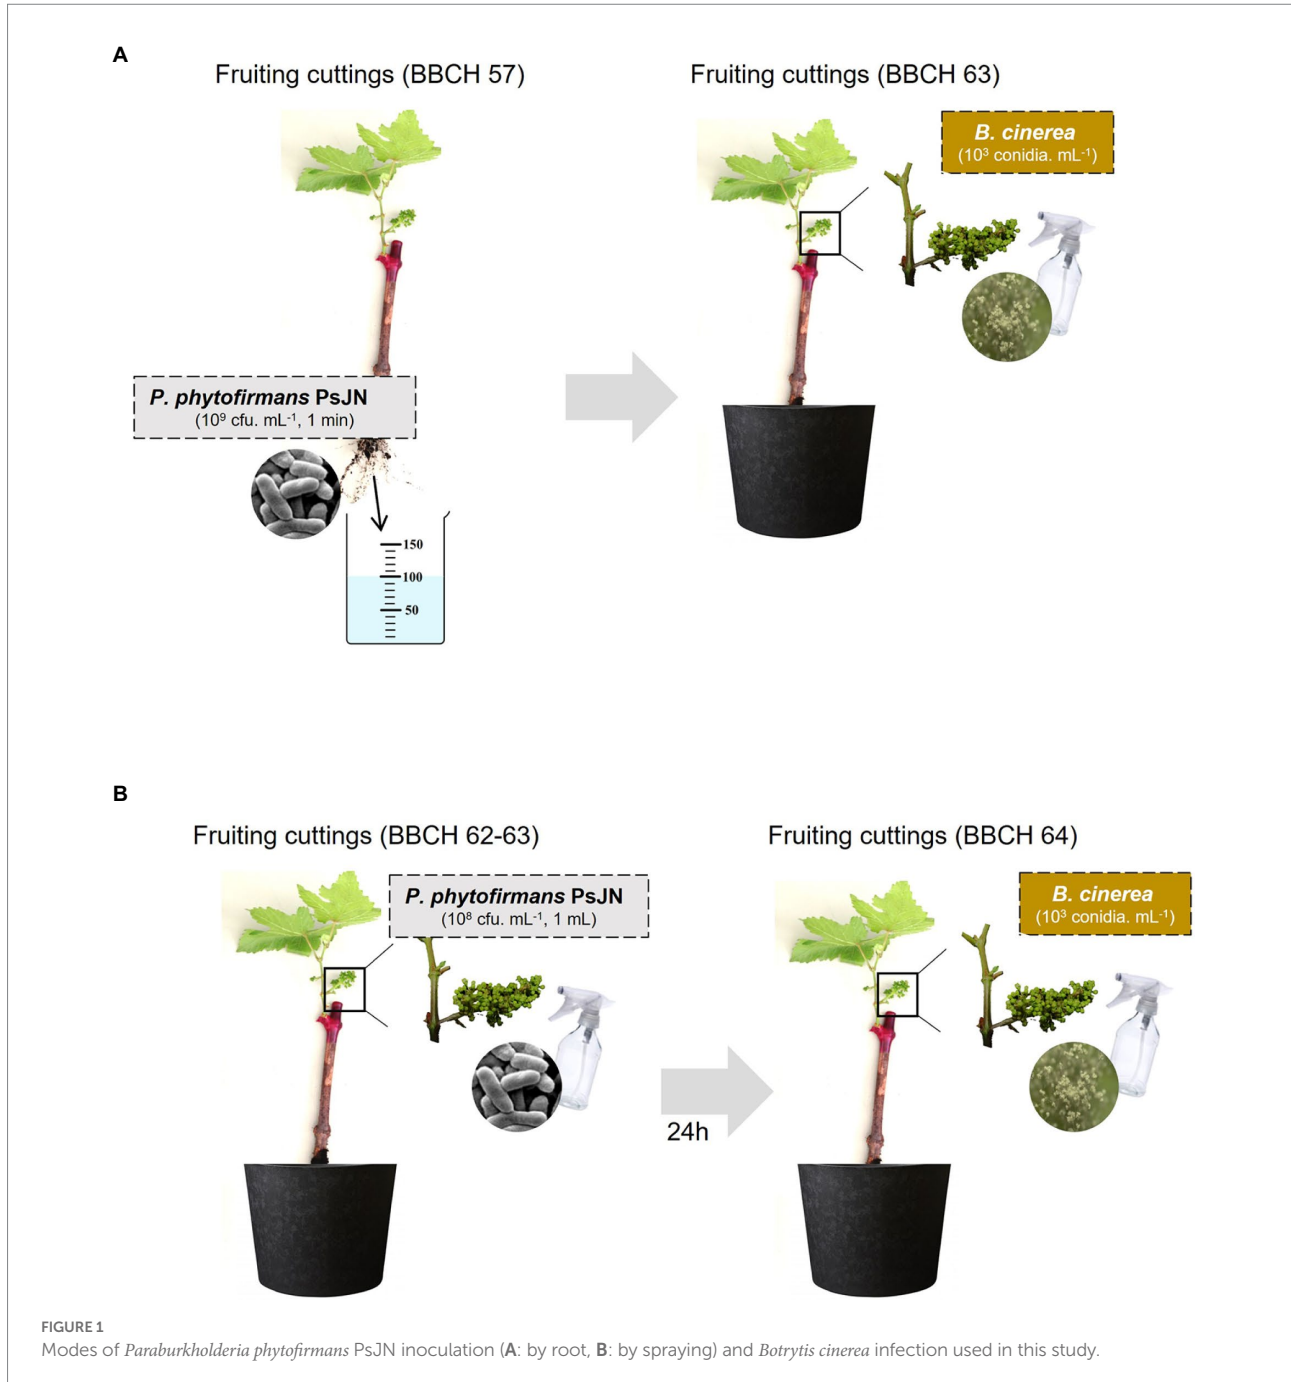 A
Fruiting cuttings (BBCH 57)
Fruiting cuttings (BBCH 63)
B. cinerea
(10³ conidia. mL⁻¹)
P. phytofirmans PsJN
(10⁹ cfu. mL⁻¹, 1 min)
150
100
50
B
Fruiting cuttings (BBCH 62-63)
Fruiting cuttings (BBCH 64)
P. phytofirmans PsJN
(10⁸ cfu. mL⁻¹, 1 mL)
B. cinerea
(10³ conidia. mL⁻¹)
24h
FIGURE 1
Modes of Paraburkholderia phytofirmans PsJN inoculation (A: by root, B: by spraying) and Botrytis cinerea infection used in this study.